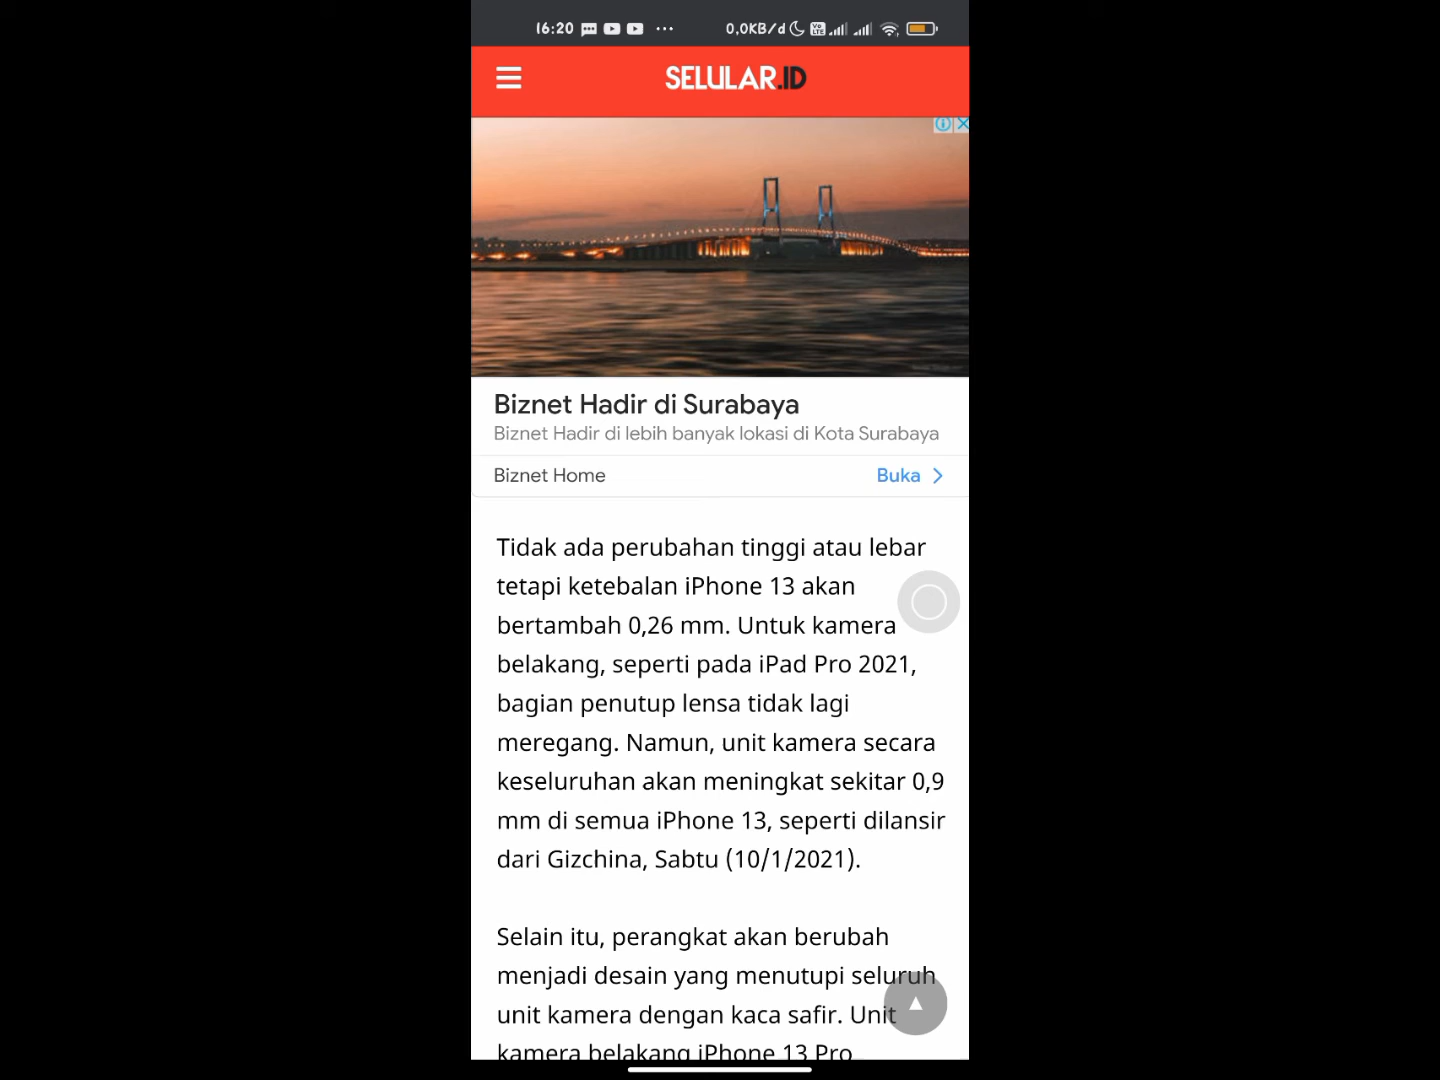 16:20 0,0KB/d
SELULAR.ID
Biznet Hadir di Surabaya
Biznet Hadir di lebih banyak lokasi di Kota Surabaya
Biznet Home Buka
Tidak ada perubahan tinggi atau lebar
tetapi ketebalan iPhone 13 akan
bertambah 0,26 mm. Untuk kamera
belakang, seperti pada iPad Pro 2021,
bagian penutup lensa tidak lagi
meregang. Namun, unit kamera secara
keseluruhan akan meningkat sekitar 0,9
mm di semua iPhone 13, seperti dilansir
dari Gizchina, Sabtu (10/1/2021).
Selain itu, perangkat akan berubah
menjadi desain yang menutupi seluruh
unit kamera dengan kaca safir. Unit
kamera belakang iPhone 13 Pro